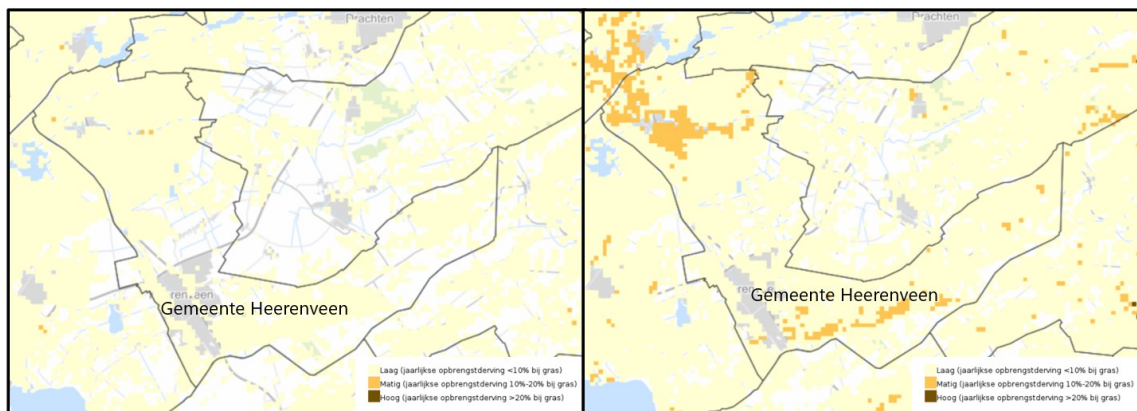 Drachten
Gemeente Heerenveen
Laag (jaarlijkse opbrengstderving <10% bij gras)
Matig (jaarlijkse opbrengstderving 10%-20% bij gras)
Hoog (jaarlijkse opbrengstderving >20% bij gras)
Drachten
Gemeente Heerenveen
Laag (jaarlijkse opbrengstderving <10% bij gras)
Matig (jaarlijkse opbrengstderving 10%-20% bij gras)
Hoog (jaarlijkse opbrengstderving >20% bij gras)